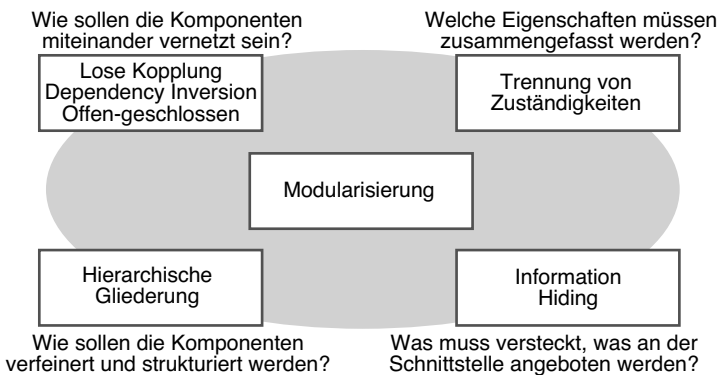 Wie sollen die Komponenten
miteinander vernetzt sein?
Lose Kopplung
Dependency Inversion
Offen-geschlossen
Welche Eigenschaften müssen
zusammengefasst werden?
Trennung von
Zuständigkeiten
Modularisierung
Hierarchische
Gliederung
Wie sollen die Komponenten
verfeinert und strukturiert werden?
Information
Hiding
Was muss versteckt, was an der
Schnittstelle angeboten werden?